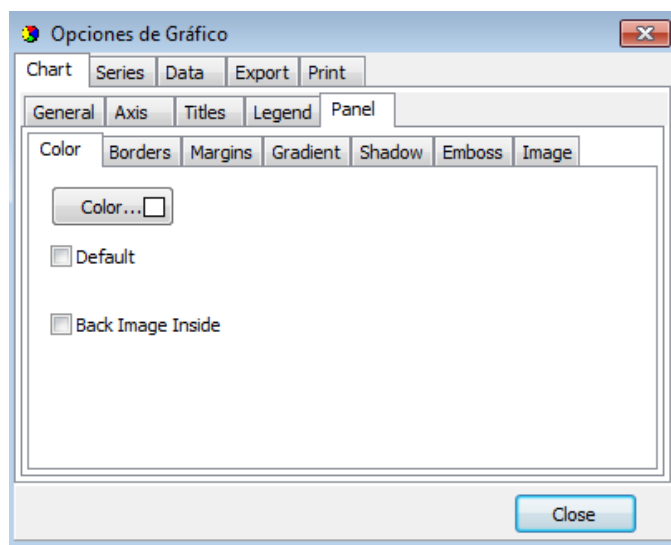 Opciones de Gráfico
Chart Series Data Export Print
General Axis Titles Legend Panel
Color Borders Margins Gradient Shadow Emboss Image
Color...
Default
Back Image Inside
Close